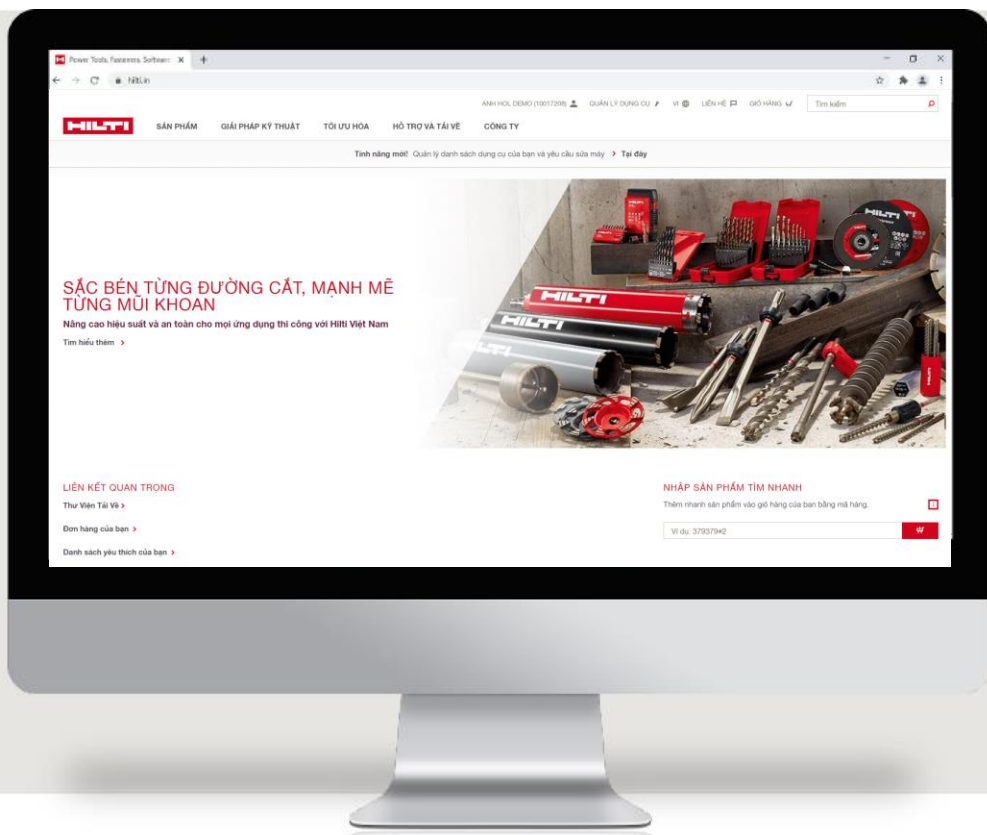 Power Tools, Fasteners, Software
hilti.in
ANH HOL DEMO (10017208) QUẢN LÝ DỤNG CỤ VI LIÊN HỆ GIỎ HÀNG Tìm kiếm
HILTI SẢN PHẨM GIẢI PHÁP KỸ THUẬT TỐI ƯU HÓA HỖ TRỢ VÀ TẢI VỀ CÔNG TY
Tính năng mới! Quản lý danh sách dụng cụ của bạn và yêu cầu sửa máy Tại đây
SẮC BÉN TỪNG ĐƯỜNG CẮT, MẠNH MẼ
TỪNG MŨI KHOAN
Nâng cao hiệu suất và an toàn cho mọi ứng dụng thi công với Hilti Việt Nam
Tìm hiểu thêm
HILTI
HILTI
HILTI
LIÊN KẾT QUAN TRỌNG
Thư Viện Tải Về
Đơn hàng của bạn
Danh sách yêu thích của bạn
NHẬP SẢN PHẨM TÌM NHANH
Thêm nhanh sản phẩm vào giỏ hàng của bạn bằng mã hàng.
Ví dụ: 379379*2